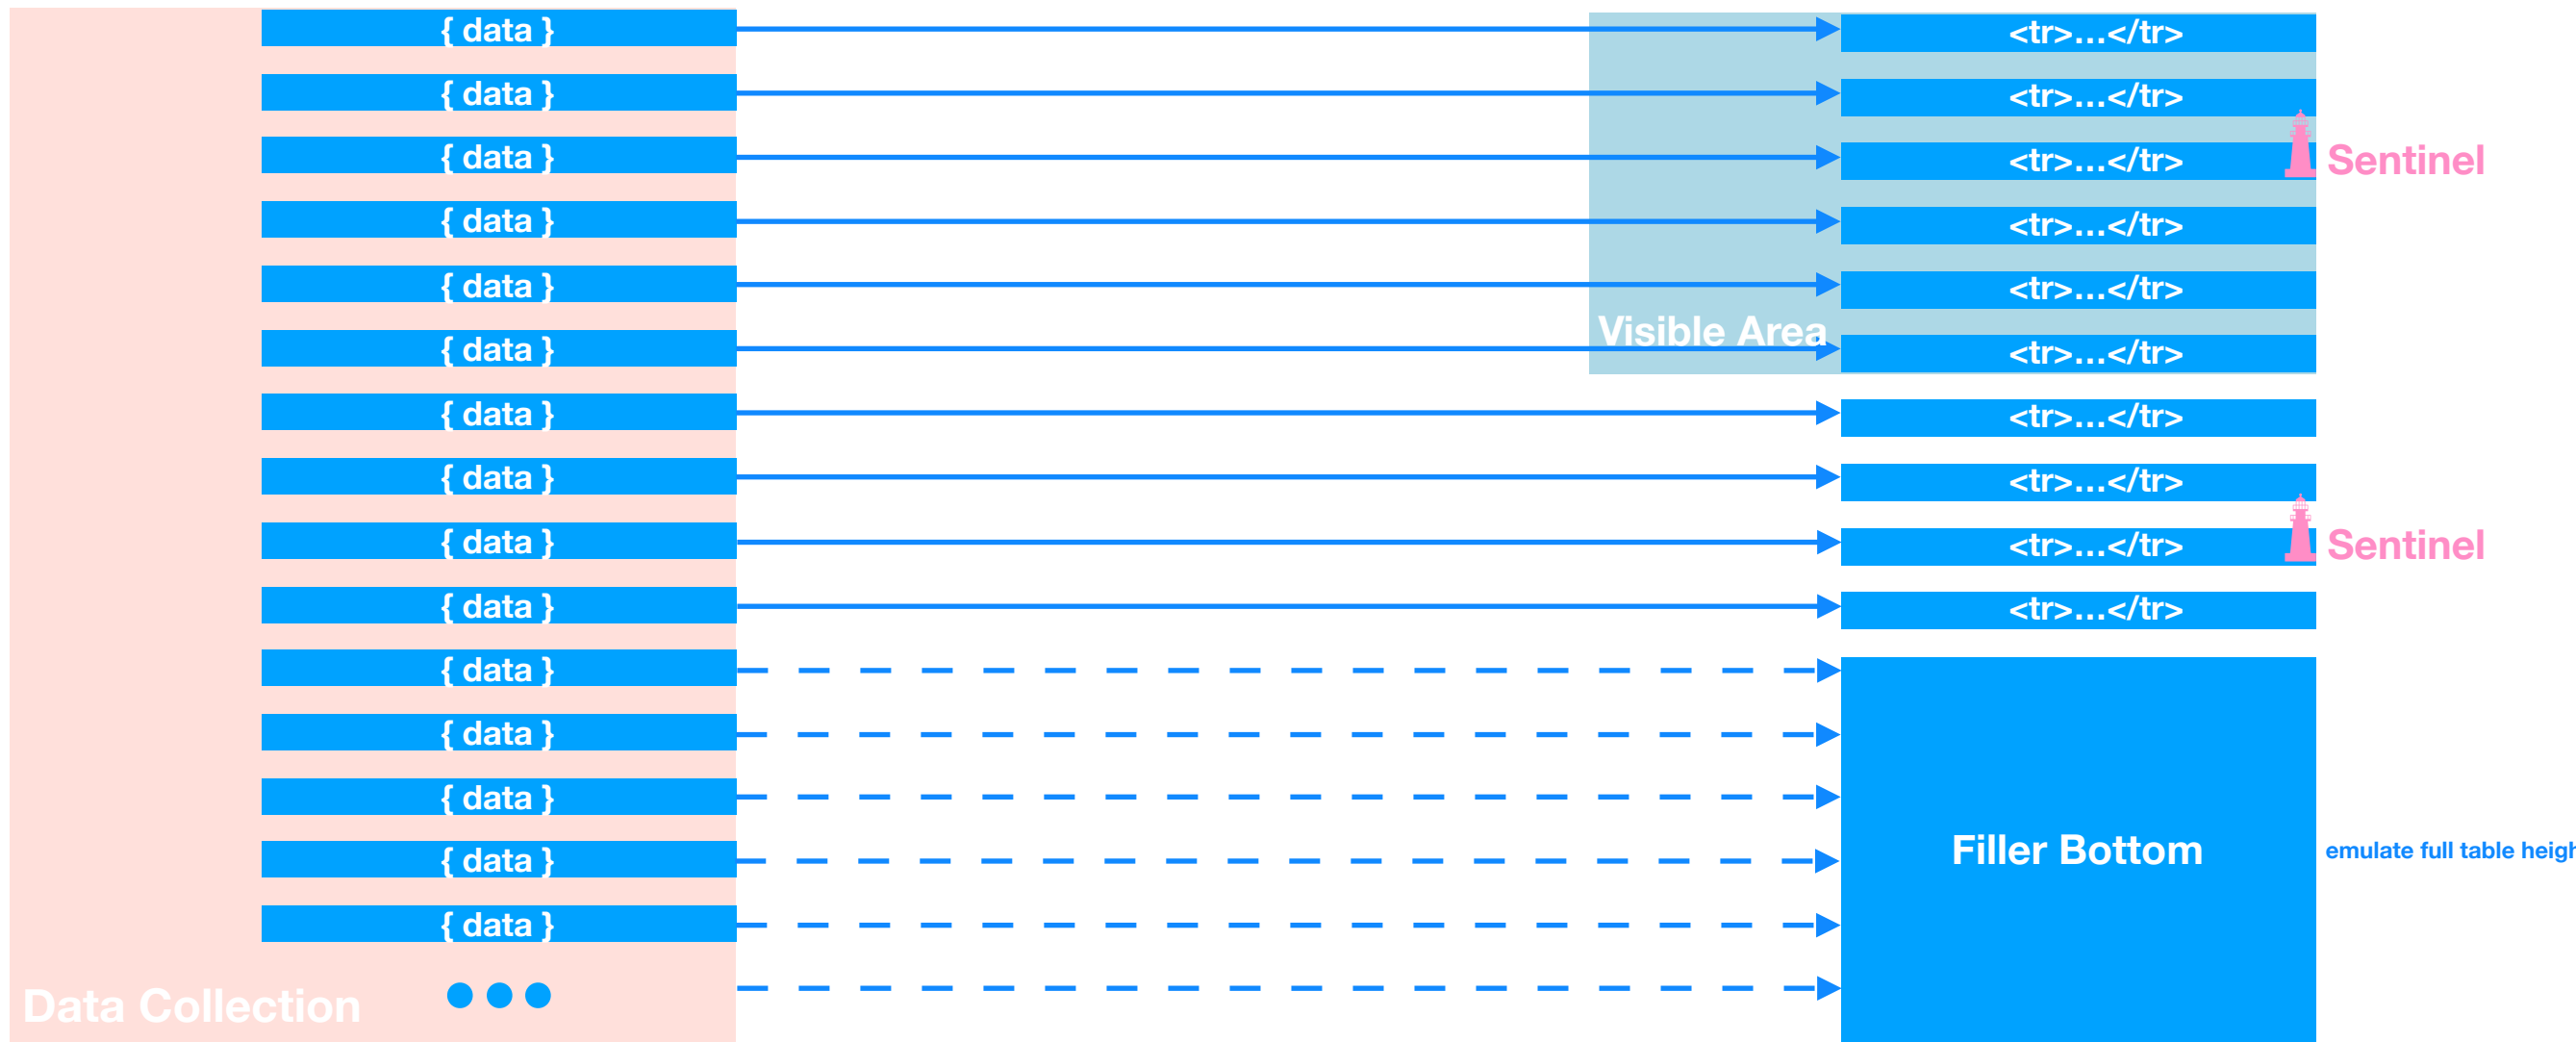 { data }
<tr>…</tr>
{ data }
<tr>…</tr>
{ data }
<tr>…</tr>
Sentinel
{ data }
<tr>…</tr>
{ data }
<tr>…</tr>
Visible Area
{ data }
<tr>…</tr>
{ data }
<tr>…</tr>
{ data }
<tr>…</tr>
{ data }
<tr>…</tr>
Sentinel
{ data }
<tr>…</tr>
{ data }
{ data }
{ data }
{ data }
Filler Bottom
emulate full table heigh
{ data }
Data Collection